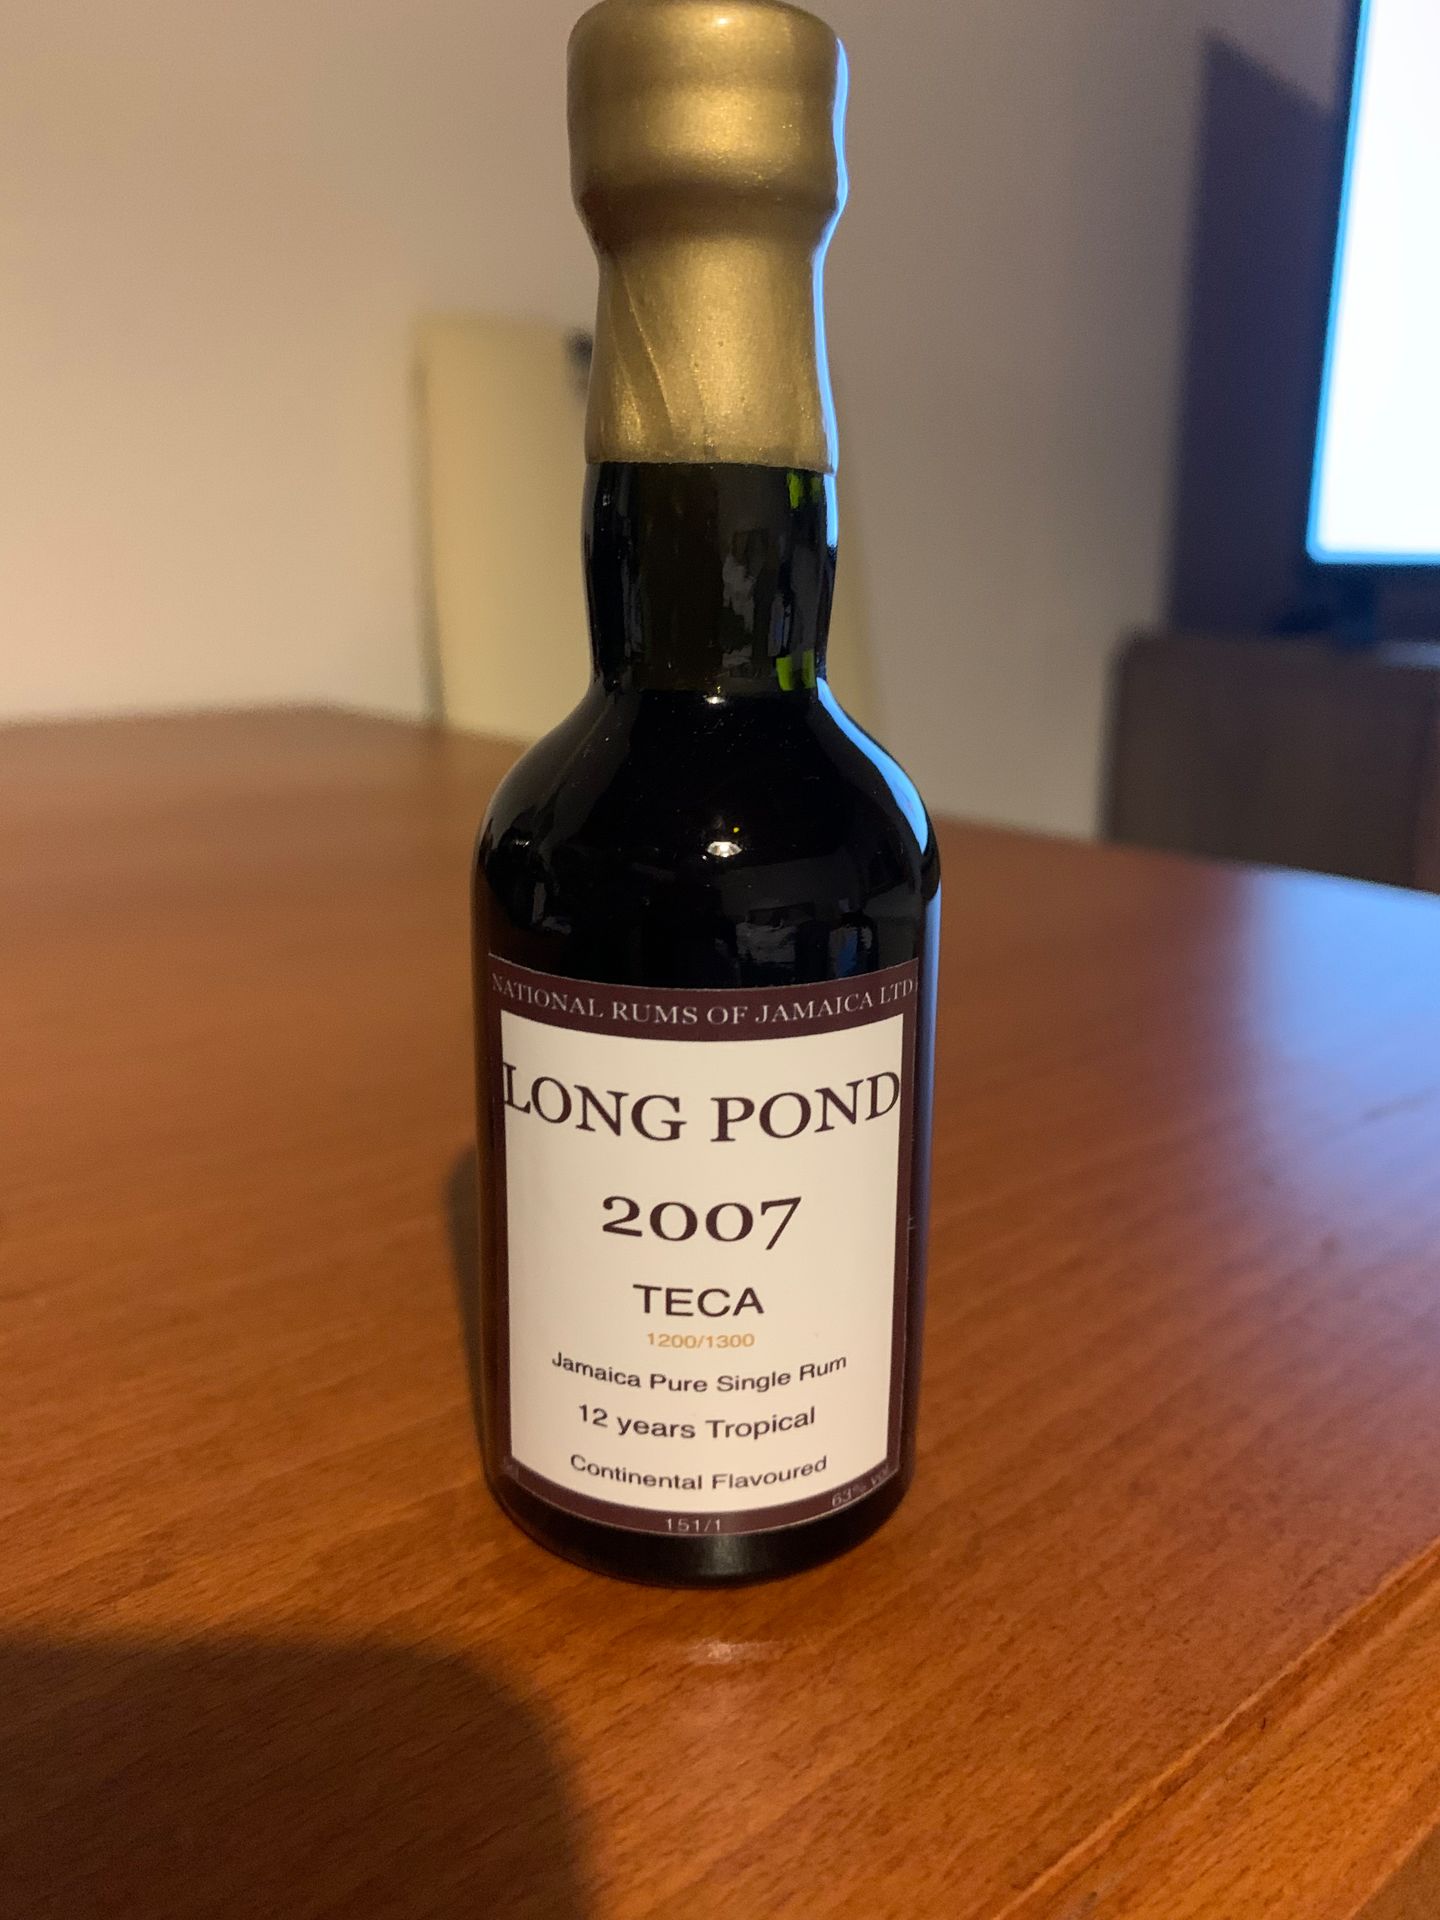 NATIONAL RUMS OF JAMAICA LTD
LONG POND
2007
TECA
1200/1300
Jamaica Pure Single Rum
12 years Tropical
Continental Flavoured
63% vol
151/1